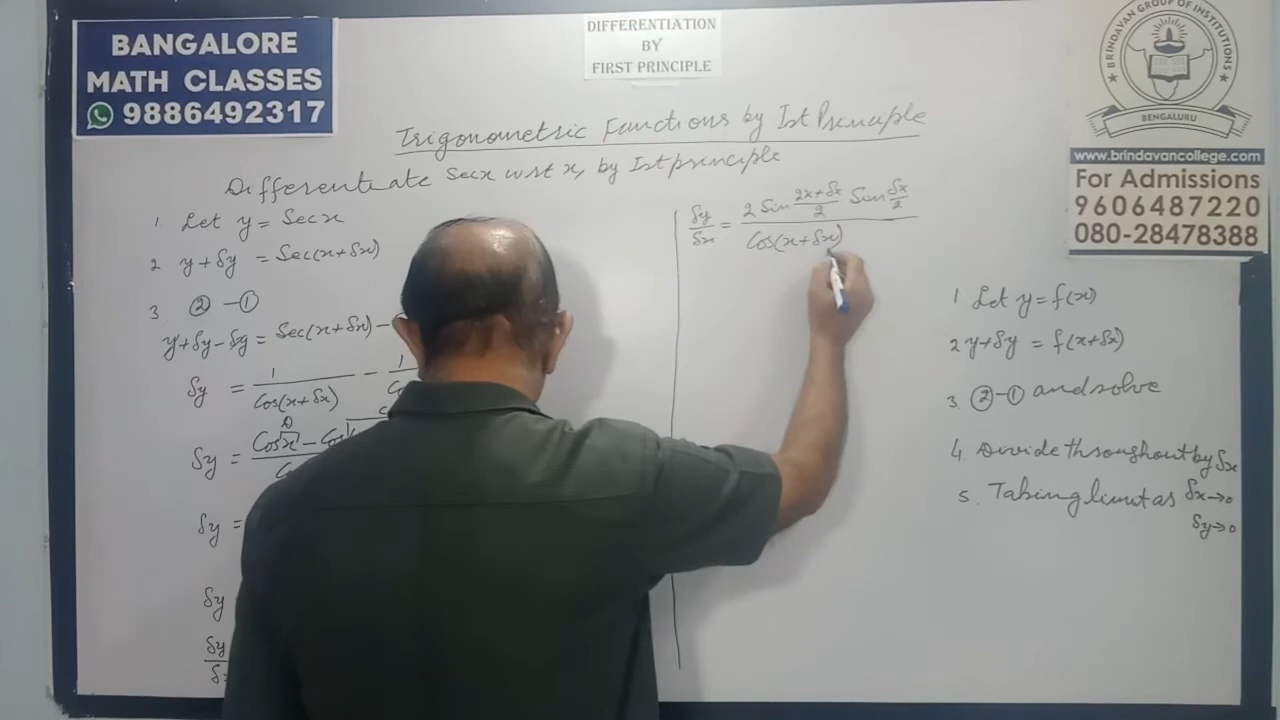 BANGALORE
MATH CLASSES
9886492317
DIFFERENTIATION
BY
FIRST PRINCIPLE
BRINDAVAN GROUP OF INSTITUTIONS
BENGALURU
www.brindavancollege.com
For Admissions
9606487220
080-28478388
Trigonometric Functions by Ist Principle
Differentiate Secx wrt x, by Ist principle
1. Let y = Sec x
2 y + δy = Sec(x + δx)
3. ② - ①
y + δy - y = Sec(x + δx) -
δy = 1/Cos(x + δx) - 1/
δy = Cos x - Cos
δy =
δy
δy/
δy/δx = 2 Sin (2x + δx)/2 Sin δx/2 / Cos(x + δx)
1 Let y = f(x)
2 y + δy = f(x + δx)
3. ② - ① and solve
4. Divide throughout by δx
5. Taking limit as δx → 0
δy → 0